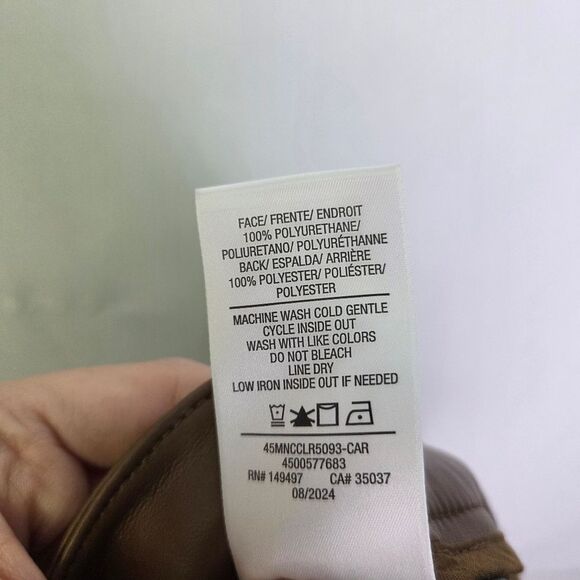 FACE/ FRENTE/ ENDROIT
100% POLYURETHANE/
POLIURETANO/ POLYURÉTHANNE
BACK/ ESPALDA/ ARRIÈRE
100% POLYESTER/ POLIÉSTER/
POLYESTER
MACHINE WASH COLD GENTLE
CYCLE INSIDE OUT
WASH WITH LIKE COLORS
DO NOT BLEACH
LINE DRY
LOW IRON INSIDE OUT IF NEEDED
45MNCCLR5093-CAR
4500577683
RN# 149497 CA# 35037
08/2024